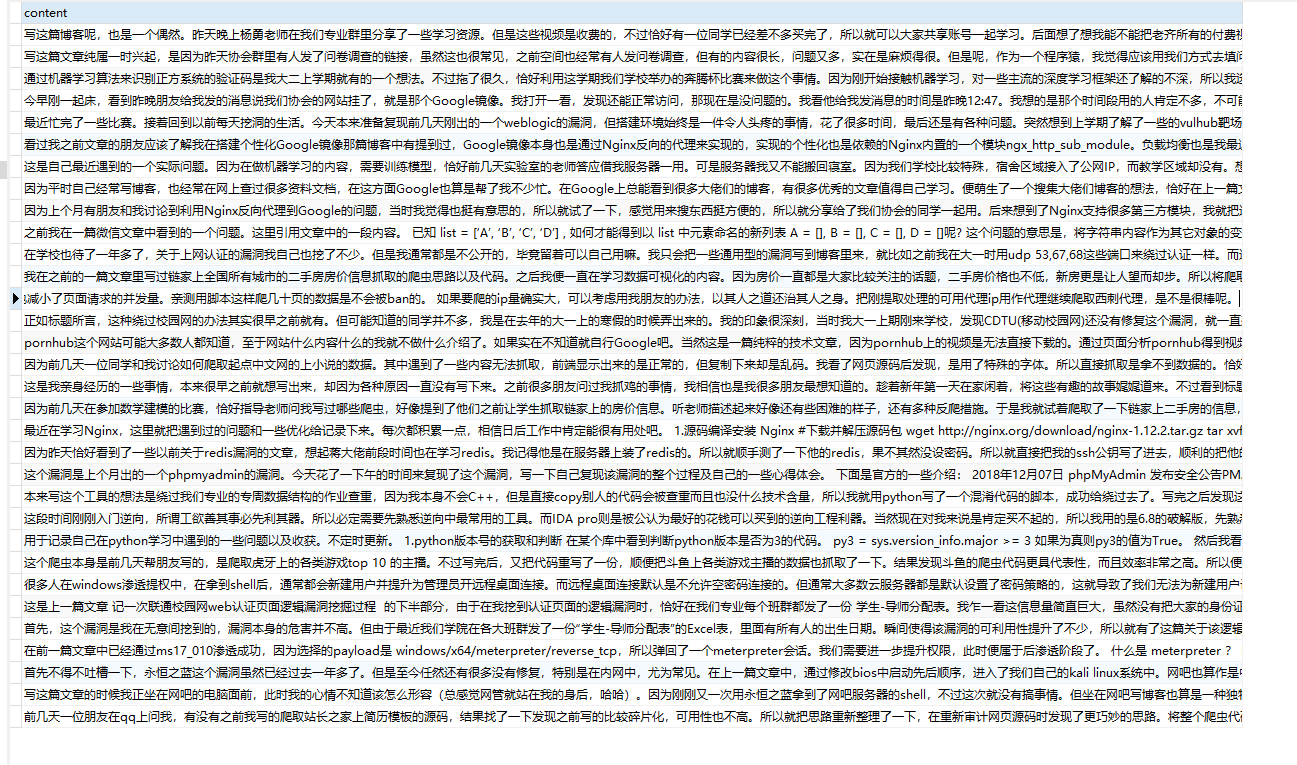 content
写这篇博客呢，也是一个偶然。昨天晚上杨勇老师在我们专业群里分享了一些学习资源。但是这些视频是收费的，不过恰好有一位同学已经差不多买完了，所以就可以大家共享账号一起学习。后面想了想我能不能把老齐所有的付费视
写这篇文章纯属一时兴起，是因为昨天协会群里有人发了问卷调查的链接，虽然这也很常见，之前空间也经常有人发问卷调查，但有的内容很长，问题又多，实在是麻烦得很。但是呢，作为一个程序猿，我觉得应该用我们方式去填问
通过机器学习算法来识别正方系统的验证码是我大二上学期就有的一个想法。不过拖了很久，恰好利用这学期我们学校举办的奔腾杯比赛来做这个事情。因为刚开始接触机器学习，对一些主流的深度学习框架还了解的不深，所以我选
今早刚一起床，看到昨晚朋友给我发的消息说我们协会的网站挂了，就是那个Google镜像。我打开一看，发现还能正常访问，那现在是没问题的。我看他给我发消息的时间是昨晚12:47。我想的是那个时间段用的人肯定不多，不可能
最近忙完了一些比赛。接着回到以前每天挖洞的生活。今天本来准备复现前几天刚出的一个weblogic的漏洞，但搭建环境始终是一件令人头疼的事情，花了很多时间，最后还是有各种问题。突然想到上学期了解了一些的vulhub靶场
看过我之前文章的朋友应该了解我在搭建个性化Google镜像那篇博客中有提到过，Google镜像本身也是通过Nginx反向的代理来实现的，实现的个性化也是依赖的Nginx内置的一个模块ngx_http_sub_module。负载均衡也是我最近
这是自己最近遇到的一个实际问题。因为在做机器学习的内容，需要训练模型，恰好前几天实验室的老师答应借我服务器一用。可是服务器我又不能搬回寝室。因为我们学校比较特殊，宿舍区域接入了公网IP，而教学区域却没有。想
因为平时自己经常写博客，也经常在网上查过很多资料文档，在这方面Google也算是帮了我不少忙。在Google上总能看到很多大佬们的博客，有很多优秀的文章值得自己学习。便萌生了一个搜集大佬们博客的想法，恰好在上一篇文
因为上个月有朋友和我讨论到利用Nginx反向代理到Google的问题，当时我觉得也挺有意思的，所以就试了一下，感觉用来搜东西挺方便的，所以就分享给了我们协会的同学一起用。后来想到了Nginx支持很多第三方模块，我就把这
之前我在一篇微信文章中看到的一个问题。这里引用文章中的一段内容。 已知 list = [‘A’, ‘B’, ‘C’, ‘D’] , 如何才能得到以 list 中元素命名的新列表 A = [], B = [], C = [], D = []呢? 这个问题的意思是，将字符串内容作为其它对象的变
在学校也待了一年多了，关于上网认证的漏洞我自己也挖了不少。但是我通常都是不公开的，毕竟留着可以自己用嘛。我只会把一些通用型的漏洞写到博客里来，就比如之前我在大一时用udp 53,67,68这些端口来绕过认证一样。而这
我在之前的一篇文章里写过链家上全国所有城市的二手房房价信息抓取的爬虫思路以及代码。之后我便一直在学习数据可视化的内容。因为房价一直都是大家比较关注的话题，二手房价格也不低，新房更是让人望而却步。所以将爬取
减小了页面请求的并发量。亲测用脚本这样爬几十页的数据是不会被ban的。 如果要爬的ip量确实大，可以考虑用我朋友的办法，以其人之道还治其人之身。把刚提取处理的可用代理ip用作代理继续爬取西刺代理，是不是很棒呢。
正如标题所言，这种绕过校园网的办法其实很早之前就有。但可能知道的同学并不多，我是在去年的大一上的寒假的时候弄出来的。我的印象很深刻，当时我大一上期刚来学校，发现CDTU(移动校园网)还没有修复这个漏洞，就一直
pornhub这个网站可能大多数人都知道，至于网站什么内容什么的我就不做什么介绍了。如果实在不知道就自行Google吧。当然这是一篇纯粹的技术文章，因为pornhub上的视频是无法直接下载的。通过页面分析pornhub得到视频
因为前几天一位同学和我讨论如何爬取起点中文网的上小说的数据。其中遇到了一些内容无法抓取，前端显示出来的是正常的，但复制下来却是乱码。我看了网页源码后发现，是用了特殊的字体。所以直接抓取是拿不到数据的。恰好
这是我亲身经历的一些事情，本来很早之前就想写出来，却因为各种原因一直没有写下来。之前很多朋友问过我抓鸡的事情，我相信也是我很多朋友最想知道的。趁着新年第一天在家闲着，将这些有趣的故事娓娓道来。不过看到标题
因为前几天在参加数学建模的比赛，恰好指导老师问我写过哪些爬虫，好像提到了他们之前让学生抓取链家上的房价信息。听老师描述起来好像还有些困难的样子，还有多种反爬措施。于是我就试着爬取了一下链家上二手房的信息，
最近在学习Nginx，这里就把遇到过的问题和一些优化给记录下来。每次都积累一点，相信日后工作中肯定能很有用处吧。 1.源码编译安装 Nginx #下载并解压源码包 wget http://nginx.org/download/nginx-1.12.2.tar.gz tar xvf
因为昨天恰好看到了一些以前关于redis漏洞的文章，想起蒋大佬前段时间也在学习redis。我记得他是在服务器上装了redis的。所以就顺手测了一下他的redis，果不其然没设密码。所以就直接把我的ssh公钥写了进去，顺利的把他的
这个漏洞是上个月出的一个phpmyadmin的漏洞。今天花了一下午的时间来复现了这个漏洞，写一下自己复现该漏洞的整个过程及自己的一些心得体会。 下面是官方的一些介绍： 2018年12月07日 phpMyAdmin 发布安全公告PM
本来写这个工具的想法是绕过我们专业的专周数据结构的作业查重，因为我本身不会C++，但是直接copy别人的代码会被查重而且也没什么技术含量，所以我就用python写了一个混淆代码的脚本，成功给绕过去了。写完之后发现这
这段时间刚刚入门逆向，所谓工欲善其事必先利其器。所以必定需要先熟悉逆向中最常用的工具。而IDA pro则是被公认为最好的花钱可以买到的逆向工程利器。当然现在对我来说是肯定买不起的，所以我用的是6.8的破解版，先熟悉
用于记录自己在python学习中遇到的一些问题以及收获。不定时更新。 1.python版本号的获取和判断 在某个库中看到判断python版本是否为3的代码。 py3 = sys.version_info.major >= 3 如果为真则py3的值为True。 然后我看
这个爬虫本身是前几天帮朋友写的，是爬取虎牙上的各类游戏top 10 的主播。不过写完后，又把代码重写了一份，顺便把斗鱼上各类游戏主播的数据也抓取了一下。结果发现斗鱼的爬虫代码更具代表性，而且效率非常之高。所以便
很多人在windows渗透提权中，在拿到shell后，通常都会新建用户并提升为管理员开远程桌面连接。而远程桌面连接默认是不允许空密码连接的。但通常大多数云服务器都是默认设置了密码策略的，这就导致了我们无法为新建用户设
这是上一篇文章 记一次联通校园网web认证页面逻辑漏洞挖掘过程 的下半部分，由于在我挖到认证页面的逻辑漏洞时，恰好在我们专业每个班群都发了一份 学生-导师分配表。我乍一看这信息量简直巨大，虽然没有把大家的身份证
首先，这个漏洞是我在无意间挖到的，漏洞本身的危害并不高。但由于最近我们学院在各大班群发了一份“学生-导师分配表”的Excel表，里面有所有人的出生日期。瞬间使得该漏洞的可利用性提升了不少，所以就有了这篇关于该逻辑
在前一篇文章中已经通过ms17_010渗透成功，因为选择的payload是 windows/x64/meterpreter/reverse_tcp，所以弹回了一个meterpreter会话。我们需要进一步提升权限，此时便属于后渗透阶段了。 什么是 meterpreter ？
首先不得不吐槽一下，永恒之蓝这个漏洞虽然已经过去一年多了。但是至今任然还有很多没有修复，特别是在内网中，尤为常见。在上一篇文章中，通过修改bios中启动先后顺序，进入了我们自己的kali linux系统中。网吧也算作是中
写这篇文章的时候我正坐在网吧的电脑面前，此时我的心情不知道该怎么形容（总感觉网管就站在我的身后，哈哈）。因为刚刚又一次用永恒之蓝拿到了网吧服务器的shell，不过这次就没有搞事情。但坐在网吧写博客算是一种独特
前几天一位朋友在qq上问我，有没有之前我写的爬取站长之家上简历模板的源码，结果找了一下发现之前写的比较碎片化，可用性也不高。所以就把思路重新整理了一下，在重新审计网页源码时发现了更巧妙的思路。将整个爬虫代码